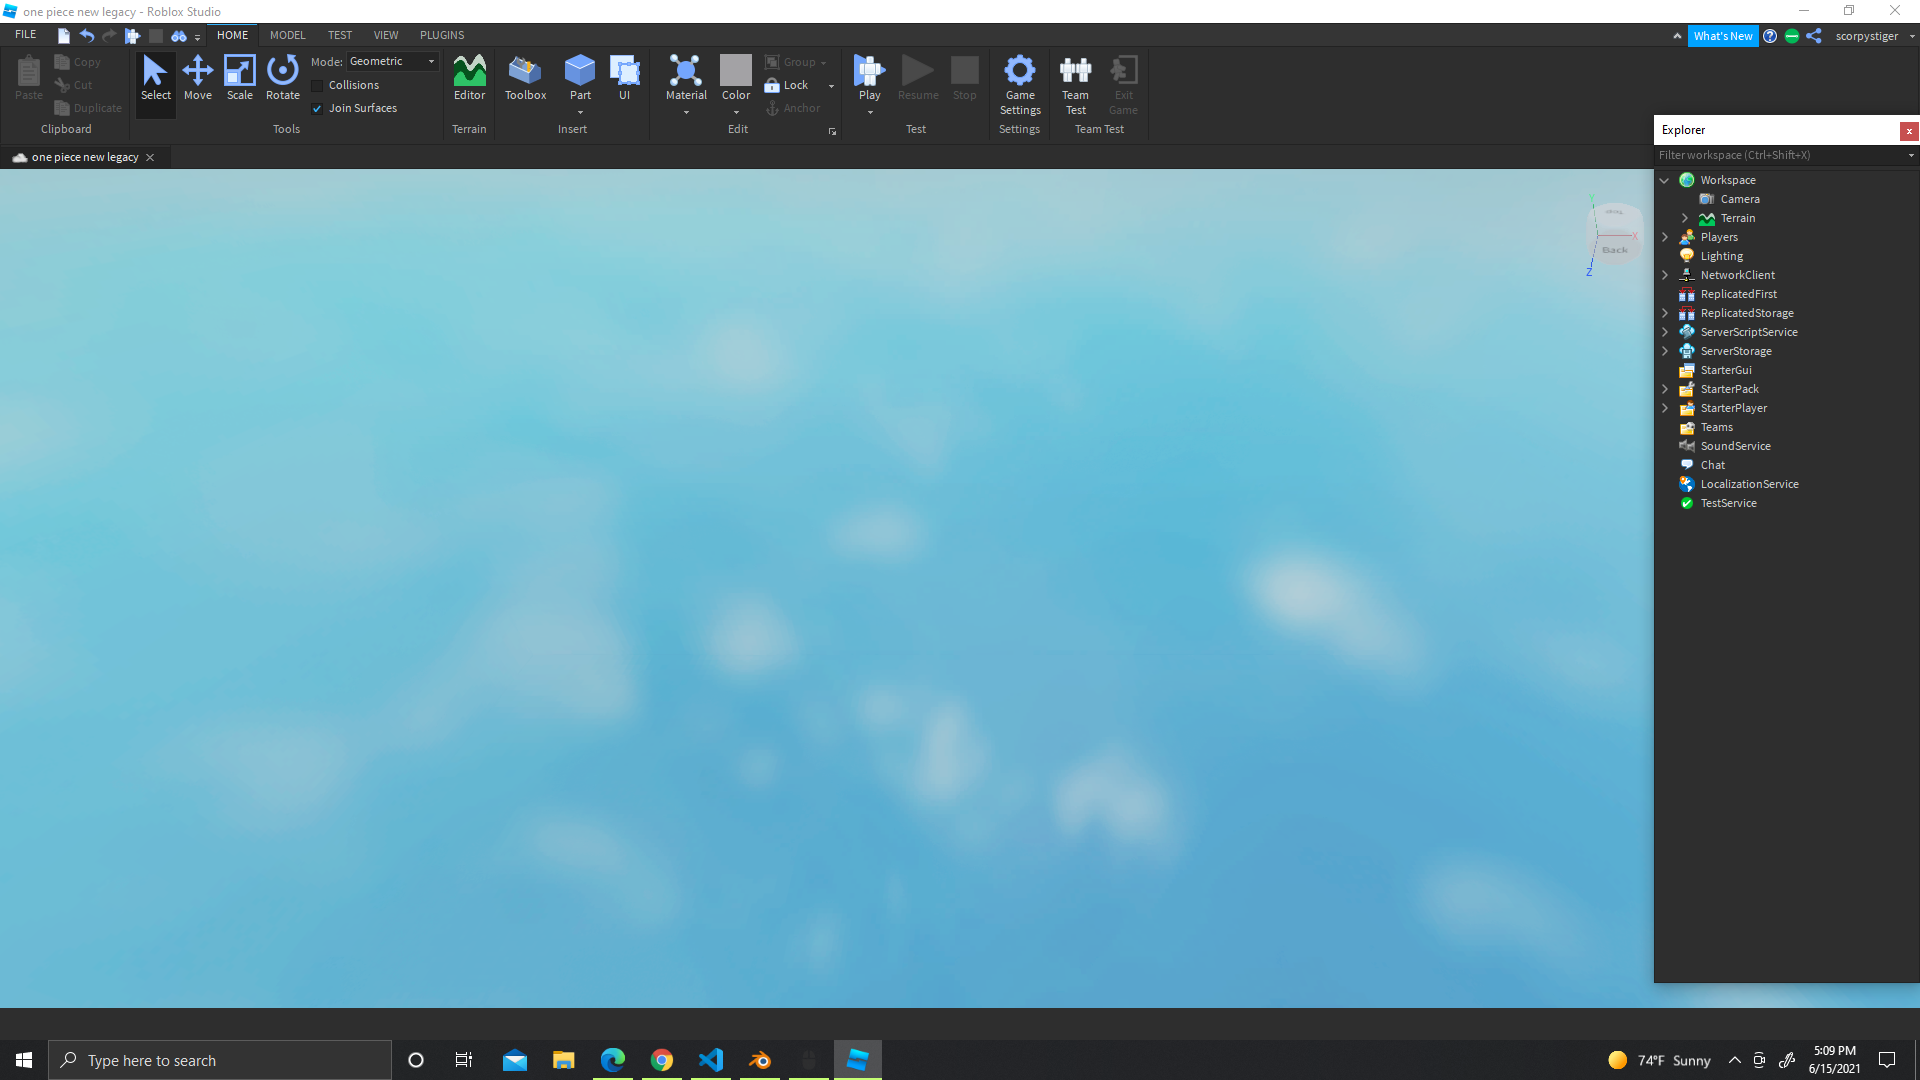 one piece new legacy - Roblox Studio
FILE HOME MODEL TEST VIEW PLUGINS What's New scorpystiger
Paste
Copy
Cut
Duplicate
Clipboard
Select Move Scale Rotate
Mode: Geometric
Collisions
Join Surfaces
Tools
Editor
Terrain
Toolbox Part UI
Insert
Material Color
Group
Lock
Anchor
Edit
Play Resume Stop
Test
Game
Settings
Settings
Team
Test
Exit
Game
Team Test
one piece new legacy
Explorer
Filter workspace (Ctrl+Shift+X)
Workspace
Camera
Terrain
Players
Lighting
NetworkClient
ReplicatedFirst
ReplicatedStorage
ServerScriptService
ServerStorage
StarterGui
StarterPack
StarterPlayer
Teams
SoundService
Chat
LocalizationService
TestService
Y
Top
X
Back
Z
Type here to search
74°F Sunny
5:09 PM
6/15/2021